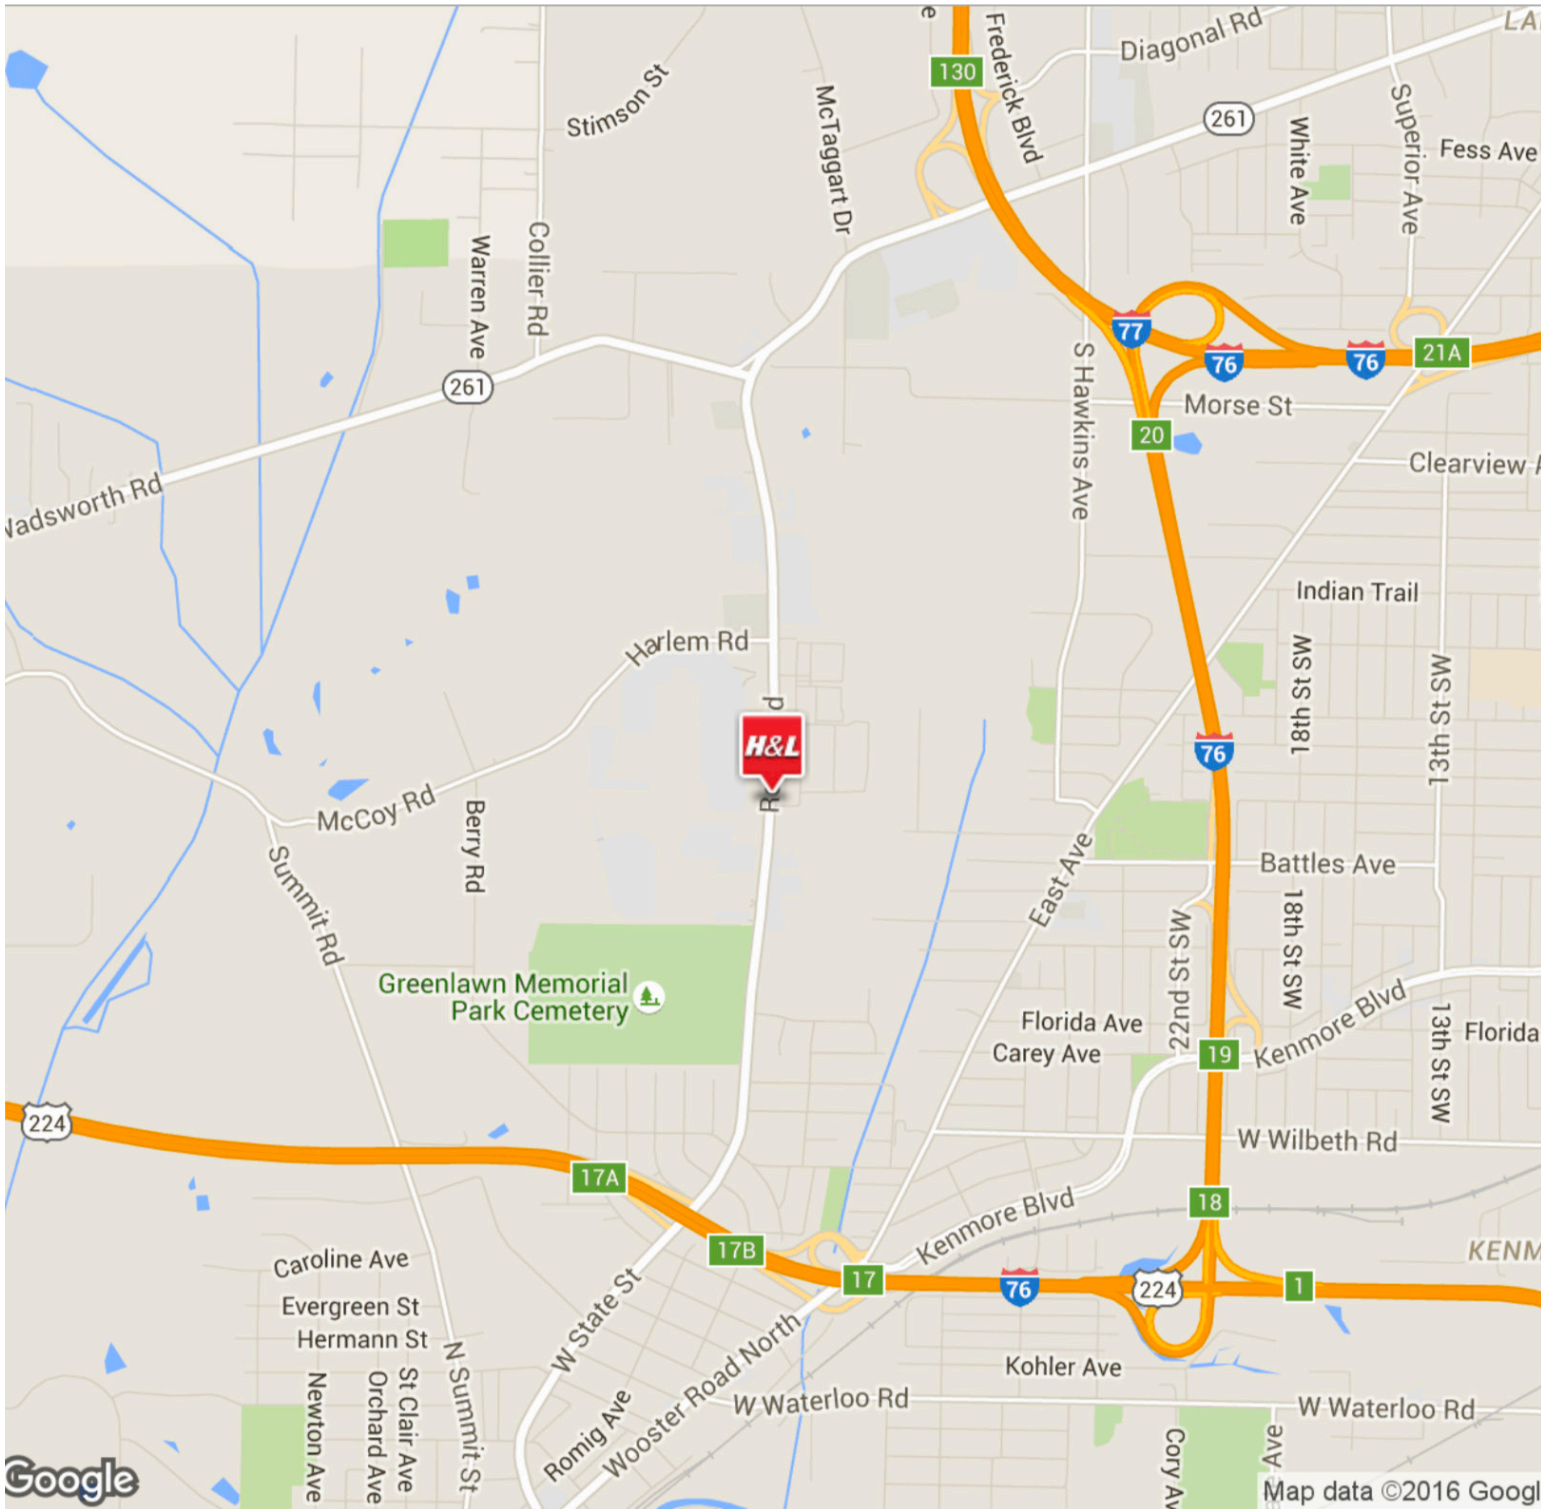 LA
Diagonal Rd
Frederick Blvd
130
Stimson St
McTaggart Dr
261
White Ave
Superior Ave
Fess Ave
Warren Ave
Collier Rd
77
76
76
21A
261
S Hawkins Ave
Morse St
20
Clearview A
Wadsworth Rd
Indian Trail
Harlem Rd
18th St SW
13th St SW
H&L
76
McCoy Rd
Berry Rd
Summit Rd
East Ave
Battles Ave
18th St SW
22nd St SW
Greenlawn Memorial
Park Cemetery
Florida Ave
Carey Ave
19
Kenmore Blvd
13th St SW
Florida
224
W Wilbeth Rd
17A
18
Kenmore Blvd
17B
17
76
224
1
KENM
Caroline Ave
Evergreen St
Hermann St
W State St
N Summit St
Wooster Road North
Kohler Ave
Newton Ave
Orchard Ave
St Clair Ave
Romig Ave
W Waterloo Rd
W Waterloo Rd
Cory Av
Ave
Google
Map data ©2016 Googl